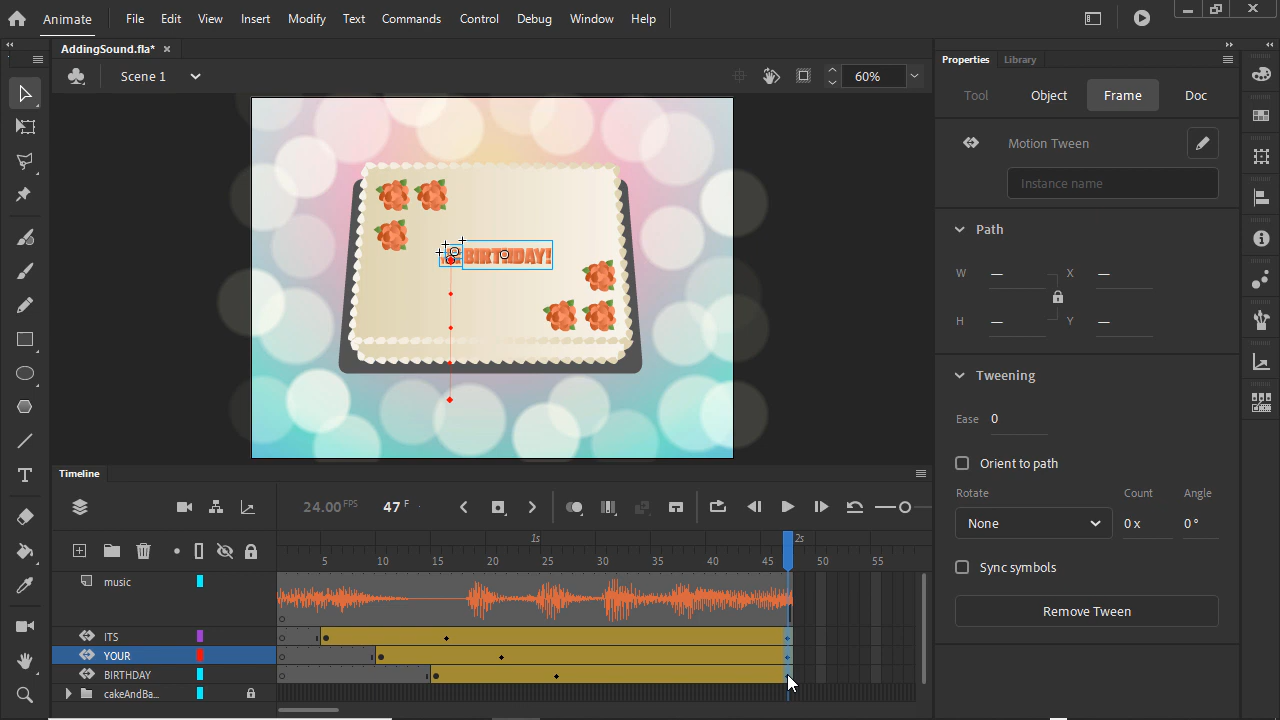 Animate
File Edit View Insert Modify Text Commands Control Debug Window Help
AddingSound.fla* ×
Scene 1
60%
BIRTHDAY!
Properties Library
Tool Object Frame Doc
Motion Tween
Instance name
Path
W — X —
H — Y —
Tweening
Ease 0
Orient to path
Rotate Count Angle
None 0 x 0 °
Sync symbols
Remove Tween
Timeline
24.00 FPS 47 F
1s 2s
5 10 15 20 25 30 35 40 45 50 55
music
ITS
YOUR
BIRTHDAY
cakeAndBa...